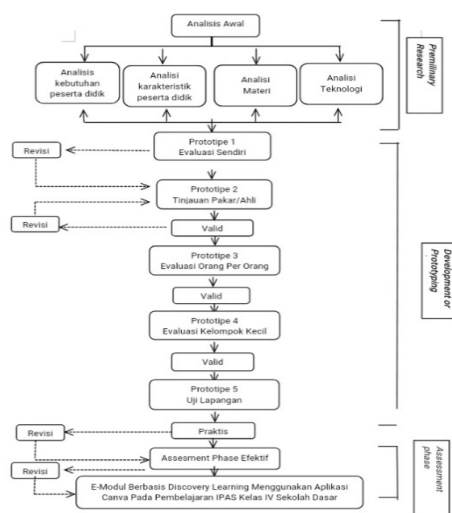 Analisis Awal
Analisis
kebutuhan
peserta didik
Analisi
karakteristik
peserta didik
Analisi
Materi
Analisi
Teknologi
Premilinary
Research
Prototipe 1
Evaluasi Sendiri
Revisi
Prototipe 2
Tinjauan Pakar/Ahli
Revisi
Valid
Prototipe 3
Evaluasi Orang Per Orang
Valid
Prototipe 4
Evaluasi Kelompok Kecil
Valid
Prototipe 5
Uji Lapangan
Development or
Prototyping
Praktis
Revisi
Assesment Phase Efektif
Revisi
E-Modul Berbasis Discovery Learning Menggunakan Aplikasi
Canva Pada Pembelajaran IPAS Kelas IV Sekolah Dasar
Assessment
phase